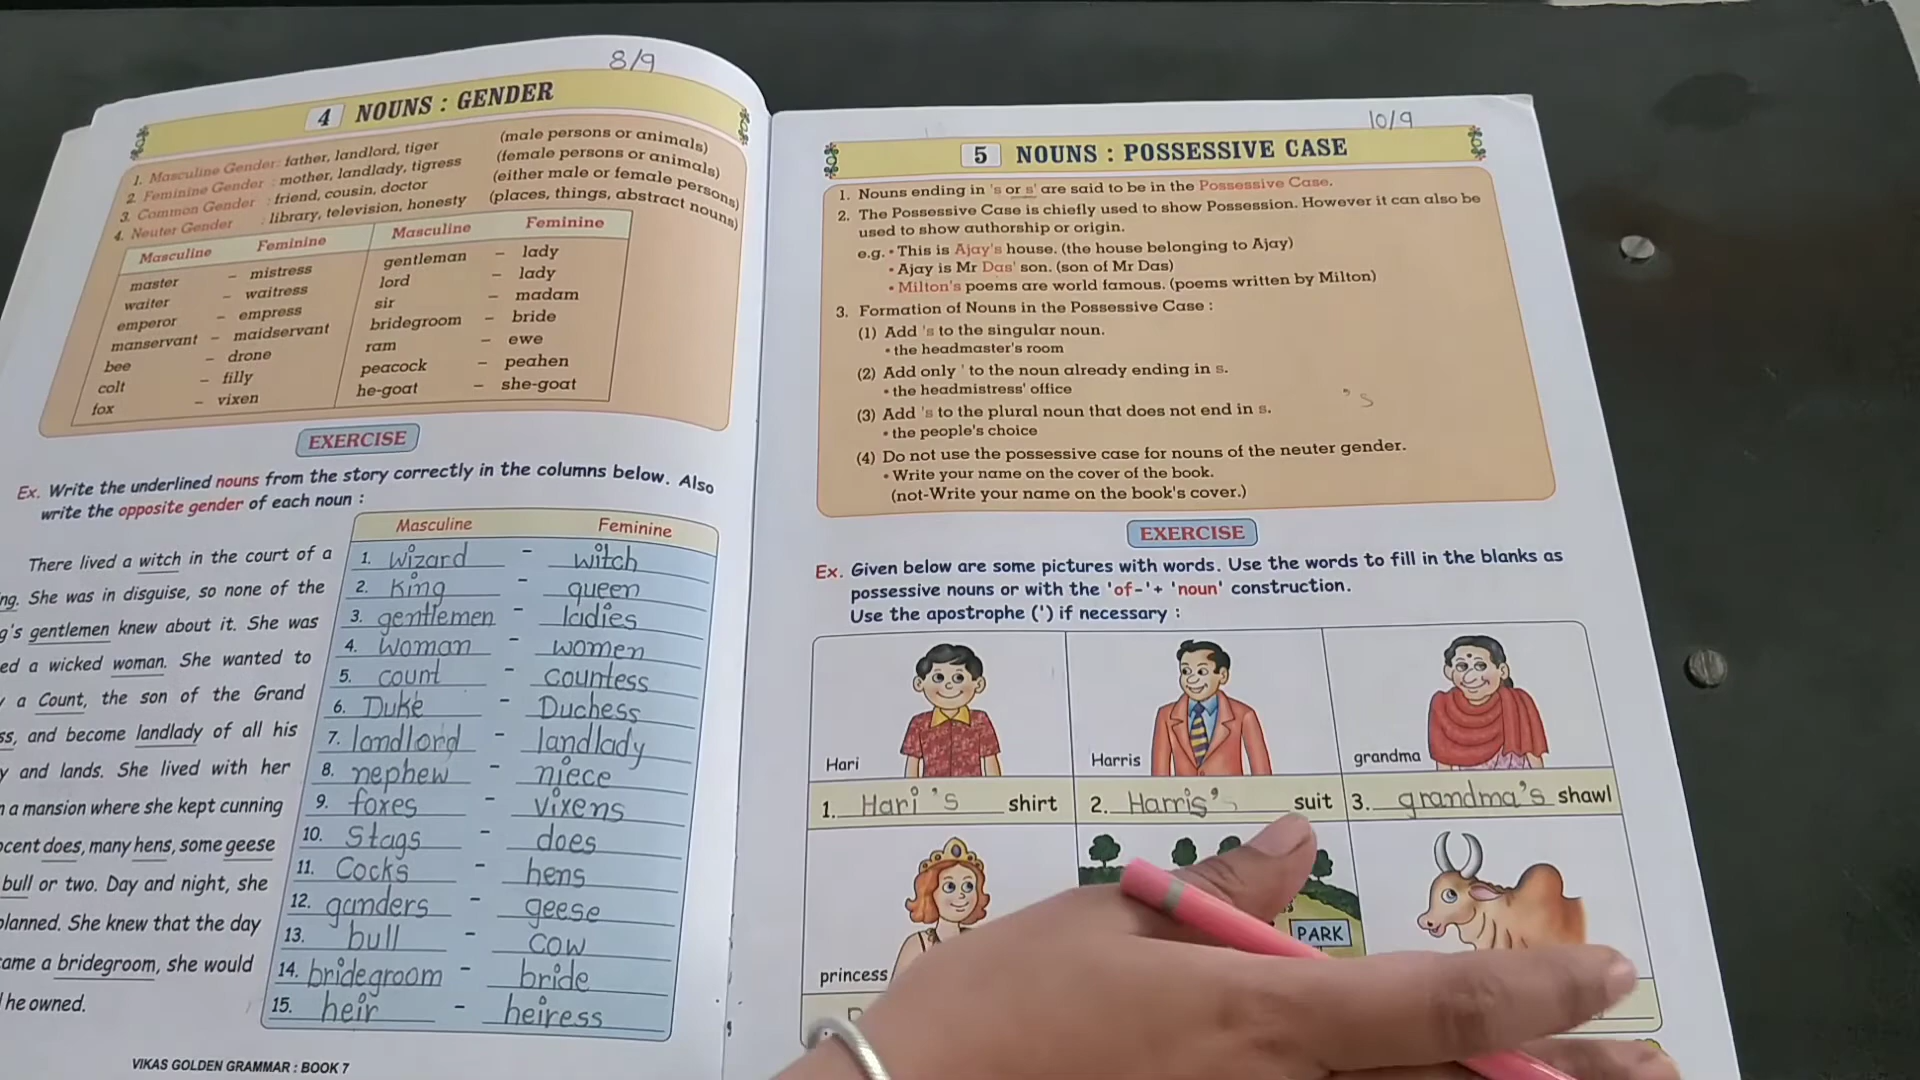 8/9
4 NOUNS : GENDER
1. Masculine Gender: father, landlord, tiger (male persons or animals)
2. Feminine Gender : mother, landlady, tigress (female persons or animals)
3. Common Gender : friend, cousin, doctor (either male or female persons)
4. Neuter Gender : library, television, honesty (places, things, abstract nouns)
Masculine Feminine Masculine Feminine
master - mistress gentleman - lady
waiter - waitress lord - lady
emperor - empress sir - madam
manservant - maidservant bridegroom - bride
bee - drone ram - ewe
colt - filly peacock - peahen
fox - vixen he-goat - she-goat
EXERCISE
Ex. Write the underlined nouns from the story correctly in the columns below. Also
write the opposite gender of each noun :
There lived a witch in the court of a
ng. She was in disguise, so none of the
g's gentlemen knew about it. She was
ed a wicked woman. She wanted to
y a Count, the son of the Grand
ss, and become landlady of all his
y and lands. She lived with her
n a mansion where she kept cunning
ocent does, many hens, some geese
bull or two. Day and night, she
planned. She knew that the day
ame a bridegroom, she would
he owned.
Masculine Feminine
1. wizard - witch
2. King - queen
3. gentlemen - ladies
4. Woman - women
5. count - countess
6. Duke - Duchess
7. londlord - landlady
8. nephew - niece
9. foxes - vixens
10. Stags - does
11. Cocks - hens
12. ganders - geese
13. bull - cow
14. bridegroom - bride
15. heir - heiress
VIKAS GOLDEN GRAMMAR : BOOK 7
10/9
5 NOUNS : POSSESSIVE CASE
1. Nouns ending in 's or s' are said to be in the Possessive Case.
2. The Possessive Case is chiefly used to show Possession. However it can also be
used to show authorship or origin.
e.g. • This is Ajay's house. (the house belonging to Ajay)
• Ajay is Mr Das' son. (son of Mr Das)
• Milton's poems are world famous. (poems written by Milton)
3. Formation of Nouns in the Possessive Case :
(1) Add 's to the singular noun.
• the headmaster's room
(2) Add only ' to the noun already ending in s.
• the headmistress' office
's
(3) Add 's to the plural noun that does not end in s.
• the people's choice
(4) Do not use the possessive case for nouns of the neuter gender.
• Write your name on the cover of the book.
(not-Write your name on the book's cover.)
EXERCISE
Ex. Given below are some pictures with words. Use the words to fill in the blanks as
possessive nouns or with the 'of-'+ 'noun' construction.
Use the apostrophe (') if necessary :
Hari Harris grandma
1. Hari's shirt 2. Harris's suit 3. grandma's shawl
PARK
princess